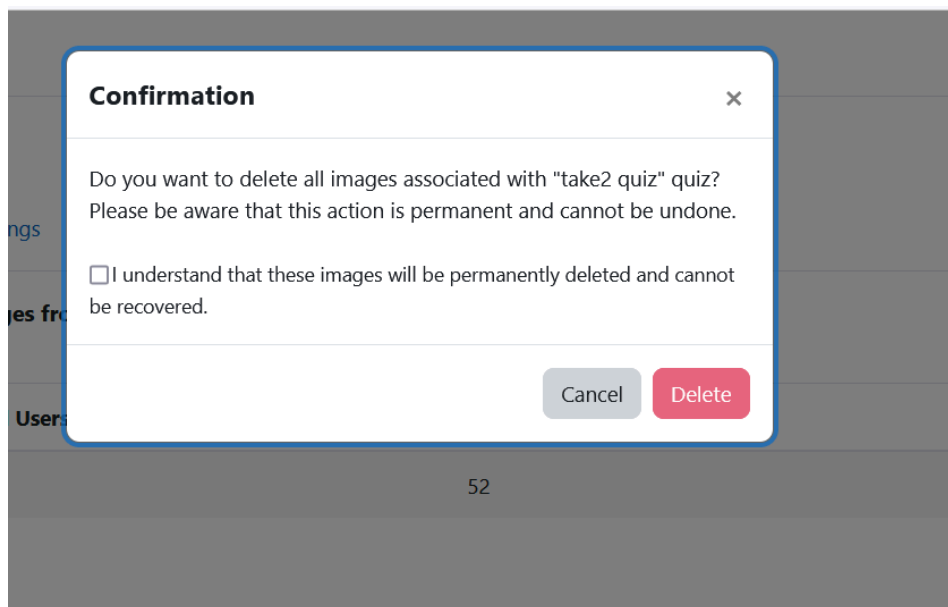 Confirmation
×
Do you want to delete all images associated with "take2 quiz" quiz?
Please be aware that this action is permanent and cannot be undone.
ngs
I understand that these images will be permanently deleted and cannot
be recovered.
ges fr
Cancel
Delete
Users
52